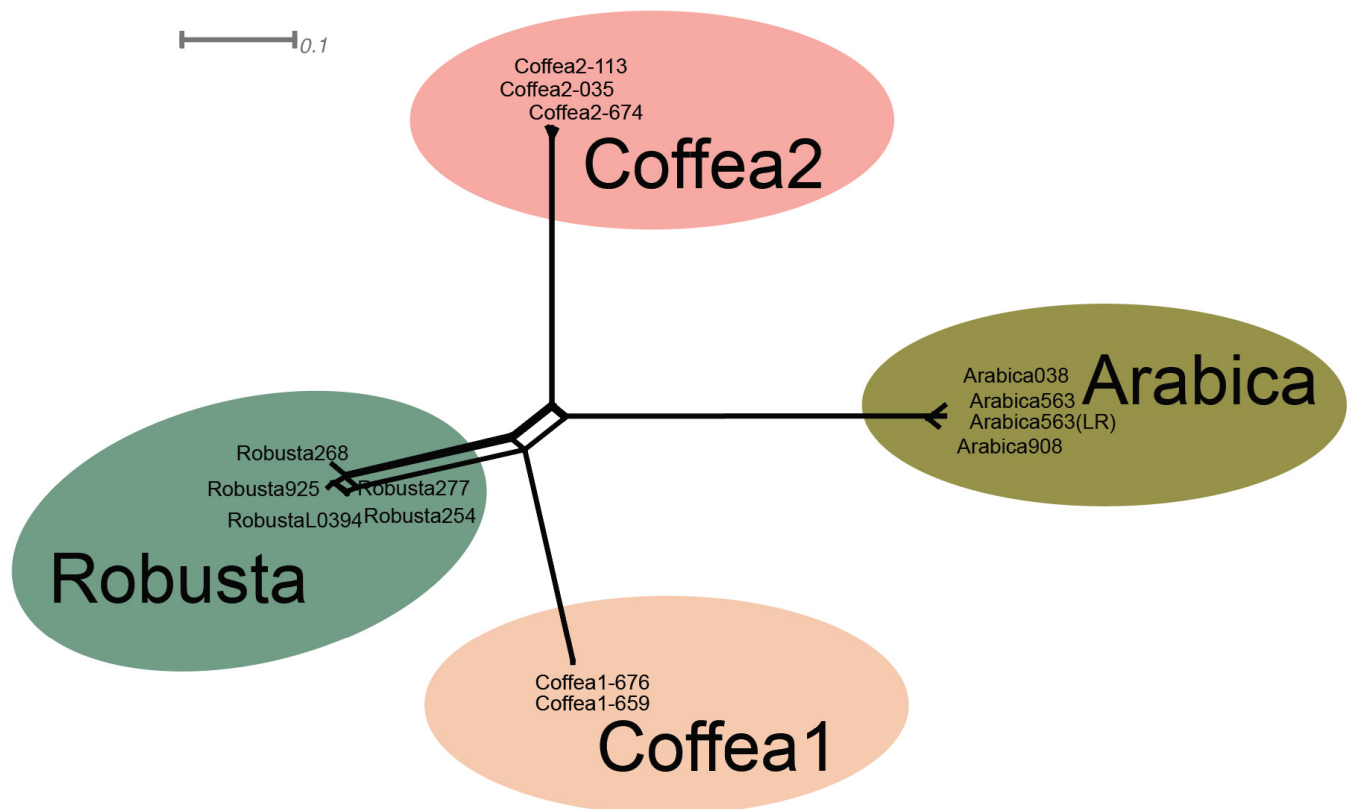 0.1
Coffea2-113
Coffea2-035
Coffea2-674
Coffea2
Arabica038
Arabica563
Arabica563(LR)
Arabica908
Arabica
Robusta268
Robusta925
Robusta277
RobustaL0394
Robusta254
Robusta
Coffea1-676
Coffea1-659
Coffea1